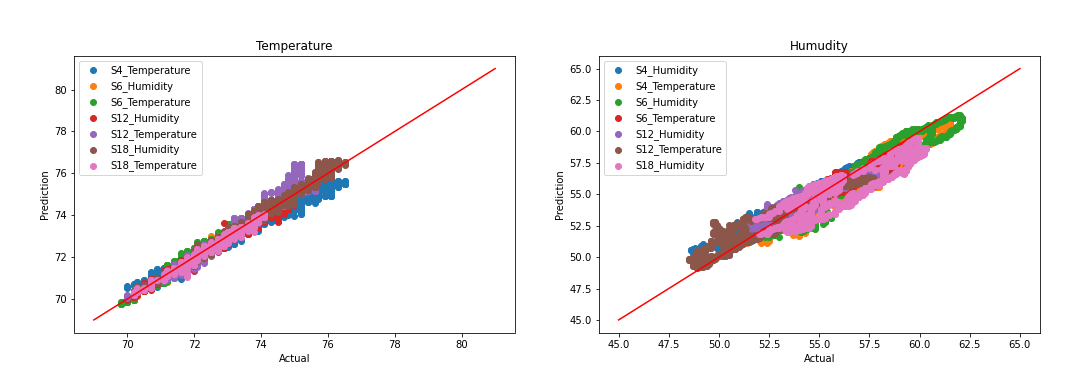 Temperature
S4_Temperature
S6_Humidity
S6_Temperature
S12_Humidity
S12_Temperature
S18_Humidity
S18_Temperature
80
78
76
74
72
70
Prediction
70
72
74
76
78
80
Actual
Humudity
S4_Humidity
S4_Temperature
S6_Humidity
S6_Temperature
S12_Humidity
S12_Temperature
S18_Humidity
65.0
62.5
60.0
57.5
55.0
52.5
50.0
47.5
45.0
Prediction
45.0
47.5
50.0
52.5
55.0
57.5
60.0
62.5
65.0
Actual